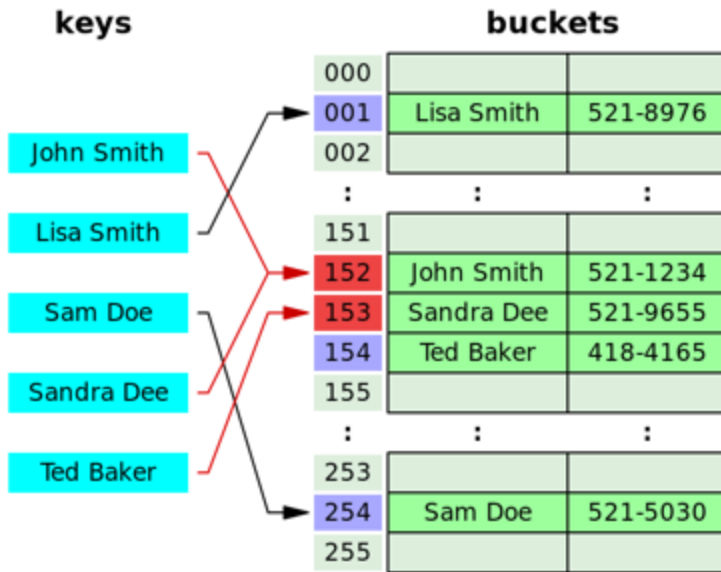 keys
buckets
John Smith
Lisa Smith
Sam Doe
Sandra Dee
Ted Baker
000
001 Lisa Smith 521-8976
002
: : :
151
152 John Smith 521-1234
153 Sandra Dee 521-9655
154 Ted Baker 418-4165
155
: : :
253
254 Sam Doe 521-5030
255